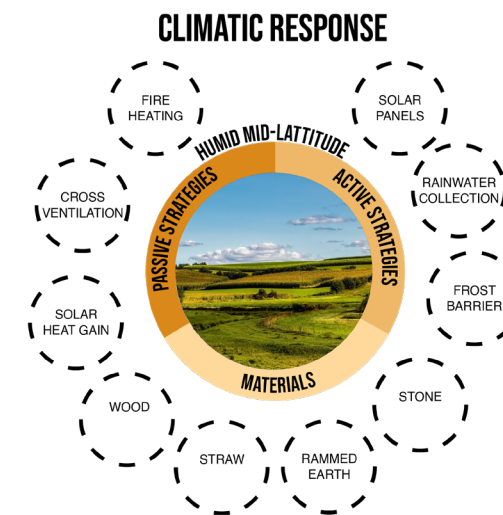 CLIMATIC RESPONSE
FIRE
HEATING
SOLAR
PANELS
HUMID MID-LATTITUDE
PASSIVE STRATEGIES
ACTIVE STRATEGIES
CROSS
VENTILATION
RAINWATER
COLLECTION
SOLAR
HEAT GAIN
FROST
BARRIER
MATERIALS
WOOD
STONE
STRAW
RAMMED
EARTH